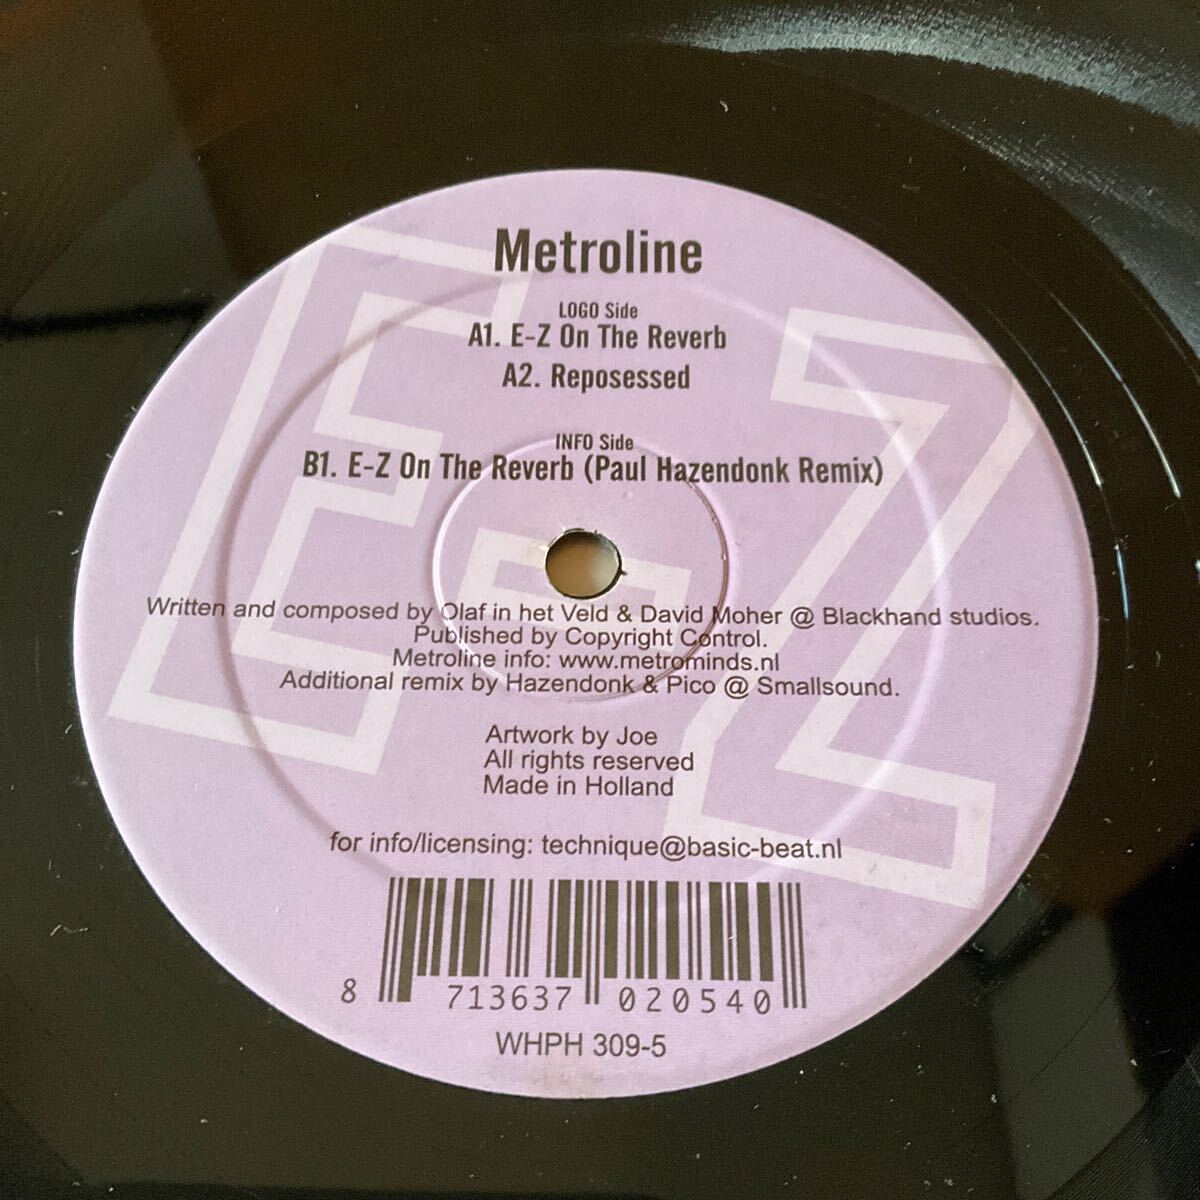 Metroline
LOGO Side
A1. E-Z On The Reverb
A2. Reposessed
INFO Side
B1. E-Z On The Reverb (Paul Hazendonk Remix)
Written and composed by Olaf in het Veld & David Moher @ Blackhand studios.
Published by Copyright Control.
Metroline info: www.metrominds.nl
Additional remix by Hazendonk & Pico @ Smallsound.
Artwork by Joe
All rights reserved
Made in Holland
for info/licensing: technique@basic-beat.nl
8 713637 020540
WHPH 309-5
E-Z